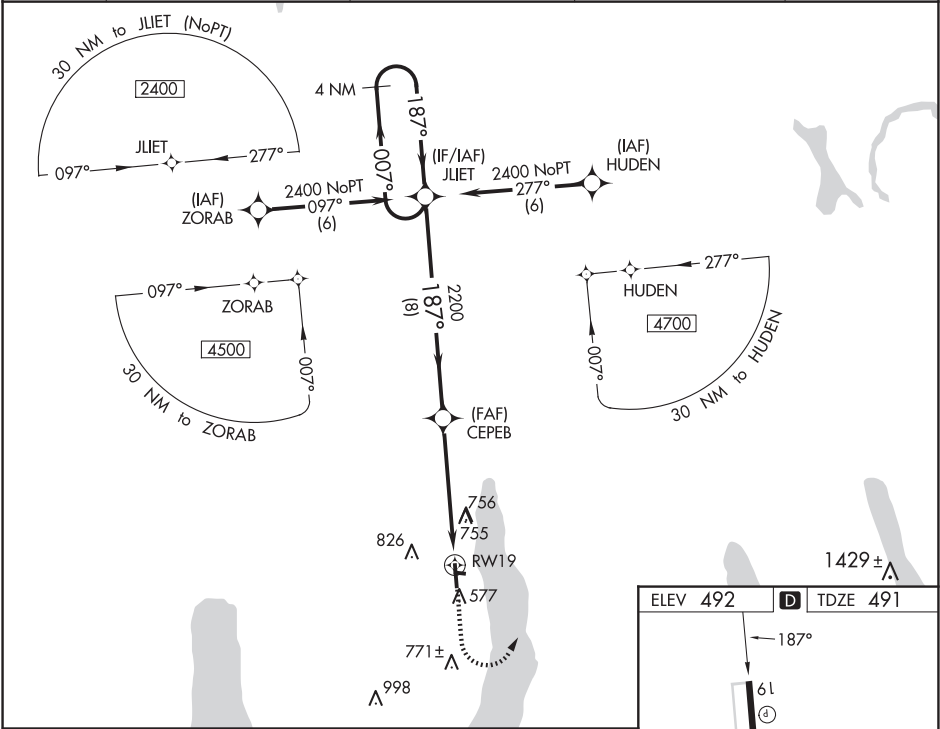 30 NM to JLIET (NoPT)
2400
JLIET
097°
277°
4 NM
187°
007°
(IF/IAF)
JLIET
(IAF)
HUDEN
2400 NoPT
277°
(6)
(IAF)
ZORAB
2400 NoPT
097°
(6)
097°
ZORAB
4500
007°
30 NM to ZORAB
2200
187°
(8)
277°
HUDEN
4700
007°
30 NM to HUDEN
(FAF)
CEPEB
756
755
826
RW19
577
771±
998
1429±
ELEV 492
D
TDZE 491
187°
19
P